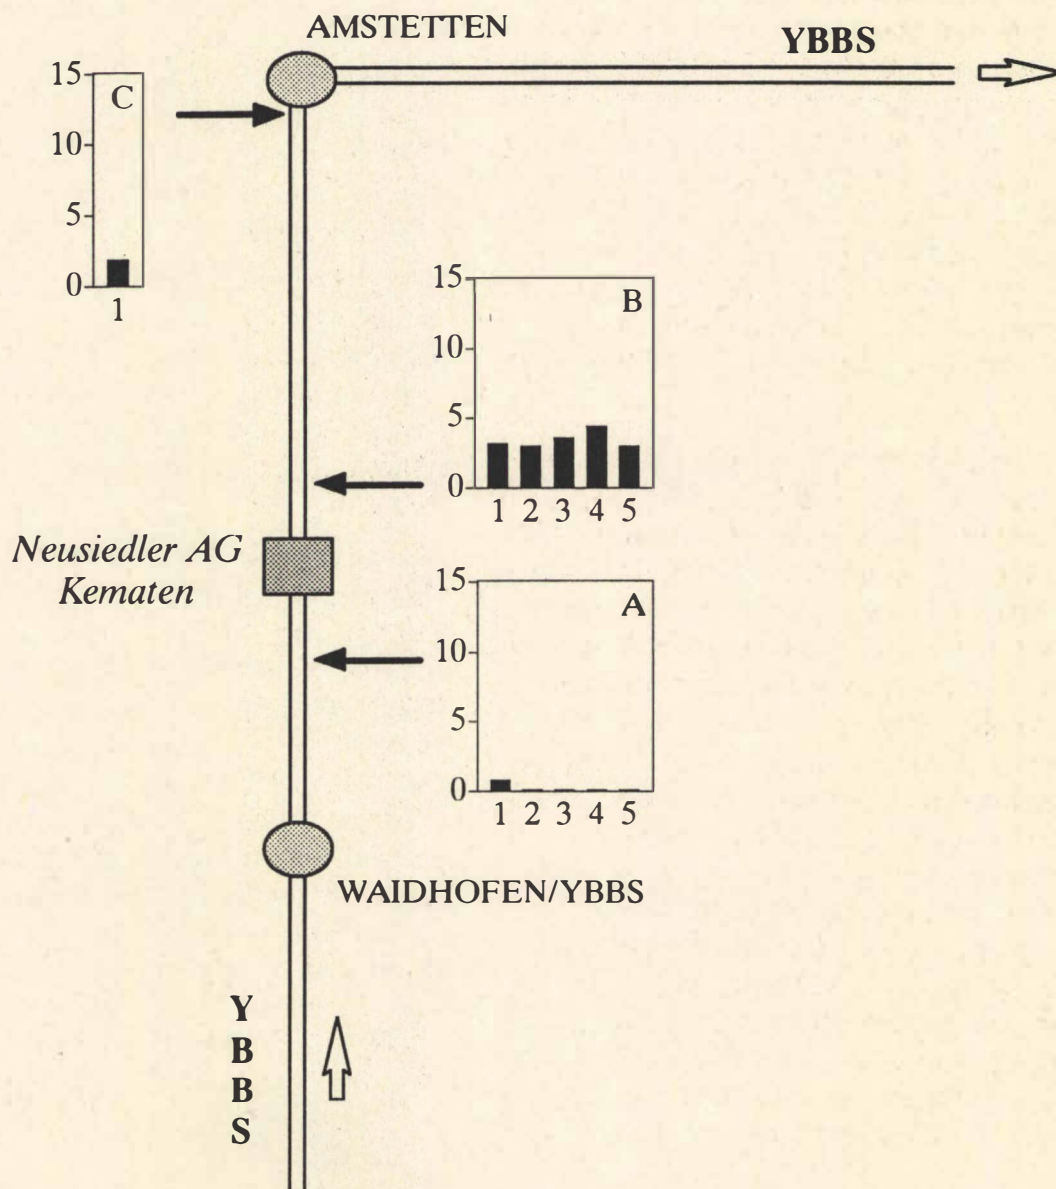 AMSTETTEN
YBBS
15
C
10
5
0
1
15
B
10
5
0
1 2 3 4 5
Neusiedler AG
Kematen
15
A
10
5
0
1 2 3 4 5
WAIDHOFEN/YBBS
Y
B
B
S